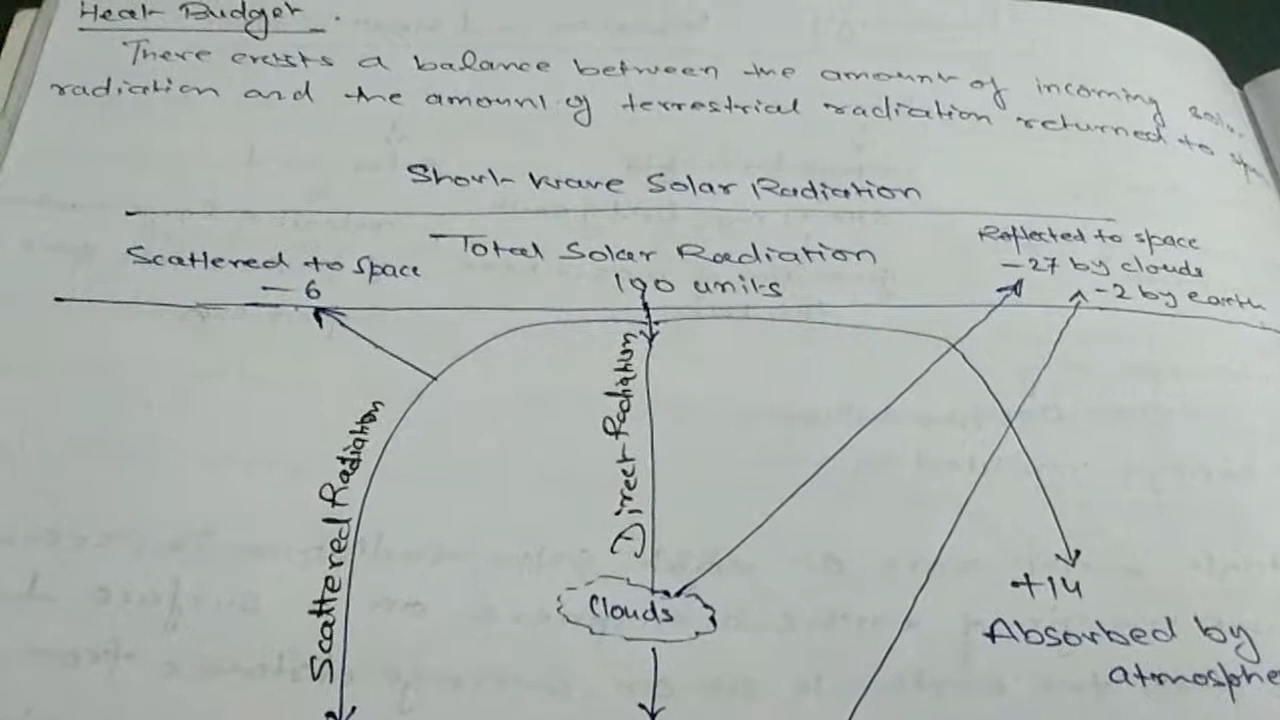 Heat Budget.
There exists a balance between the amount of incoming
radiation and the amount of terrestrial radiation returned to
Short-Wave Solar Radiation
Scattered to space
-6
Total Solar Radiation
100 units
Reflected to space
-27 by clouds
-2 by earth
Scattered Radiation
Direct Radiation
Clouds
+14
Absorbed by
atmosphe